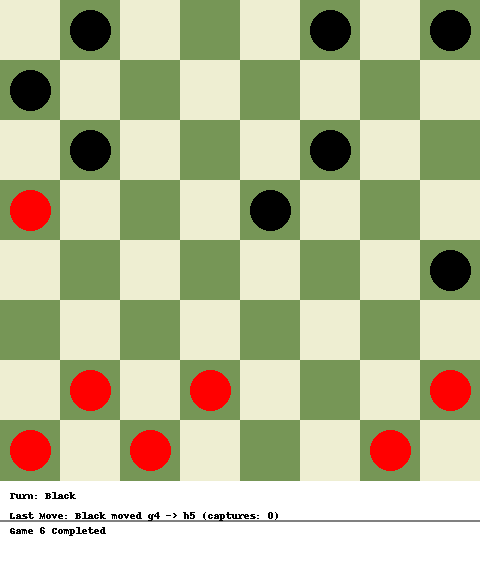 Turn: Black
Last Move: Black moved g4 -> h5 (captures: 0)
Game 6 Completed